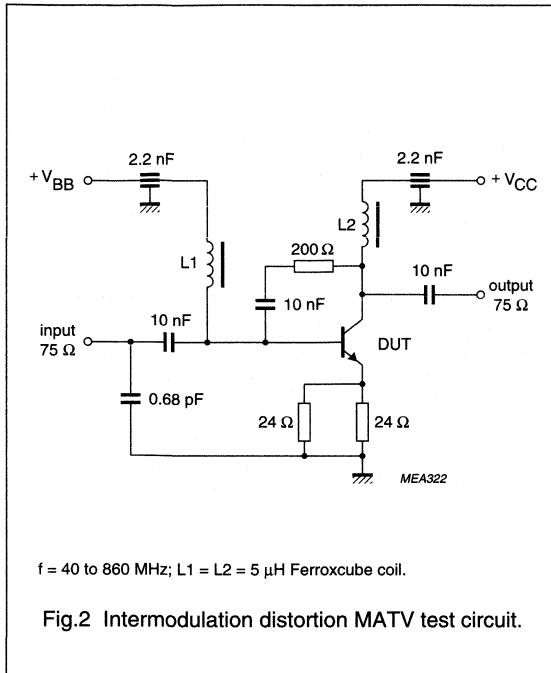 2.2 nF
2.2 nF
+ VBB
+ VCC
L2
L1
200 Ω
10 nF
10 nF
output
75 Ω
10 nF
input
75 Ω
DUT
0.68 pF
24 Ω
24 Ω
MEA322
f = 40 to 860 MHz; L1 = L2 = 5 µH Ferroxcube coil.
Fig.2 Intermodulation distortion MATV test circuit.